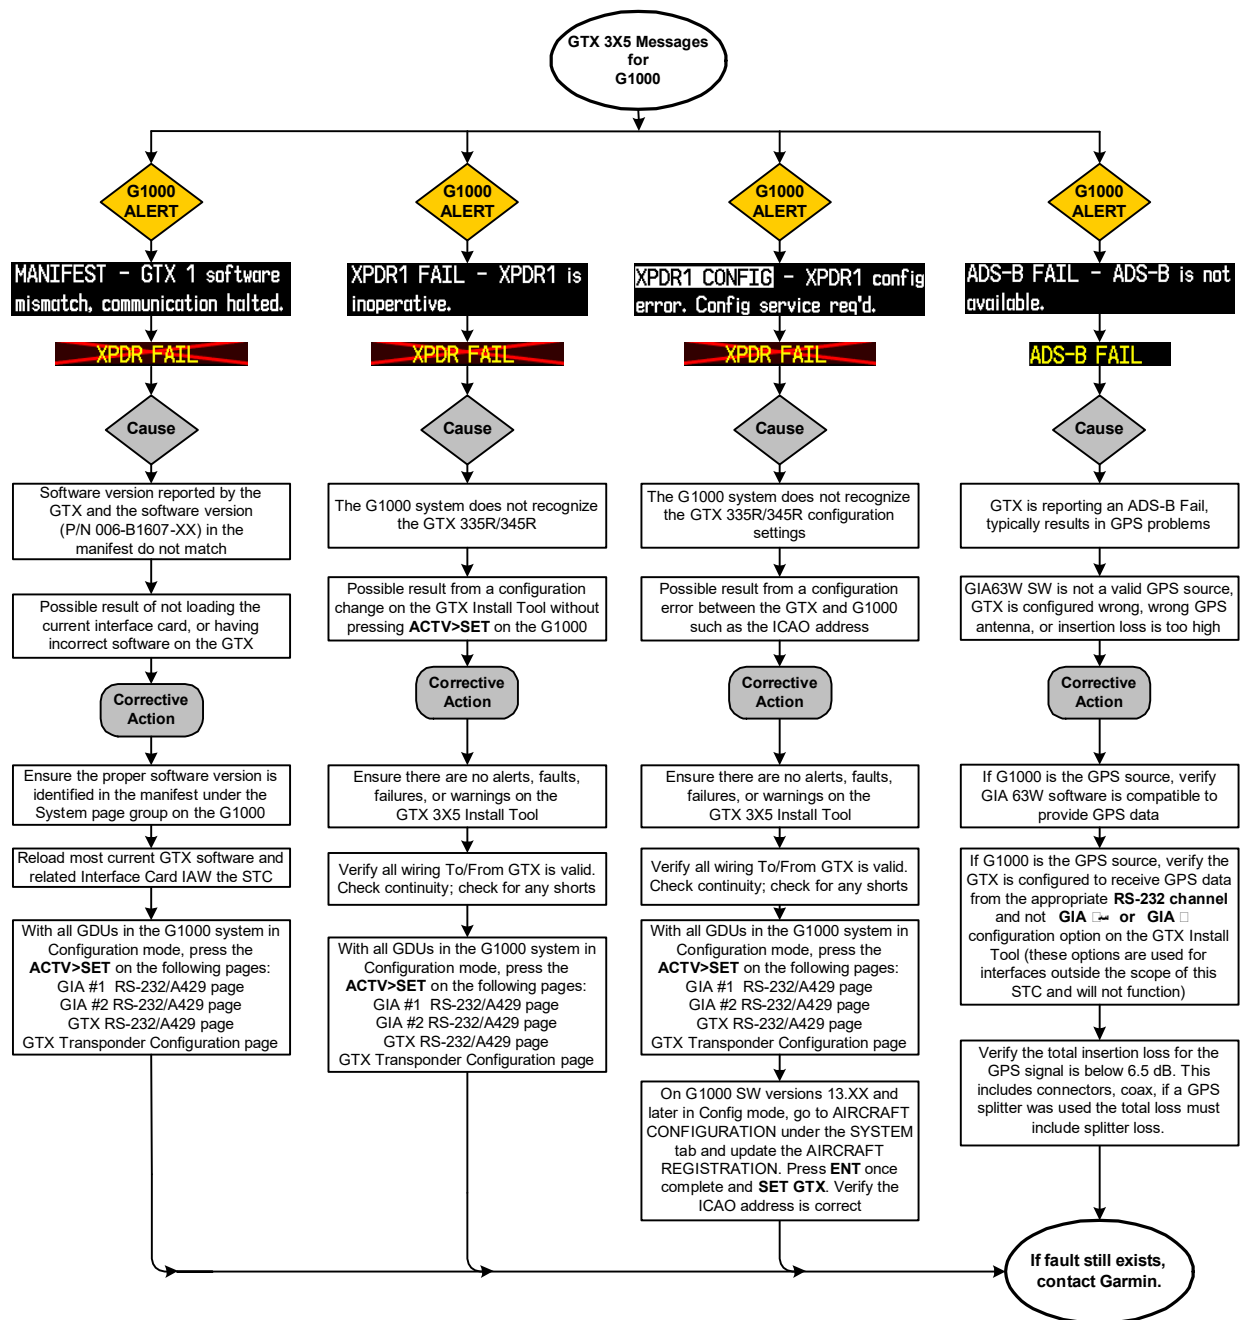 GTX 3X5 Messages
for
G1000
G1000
ALERT
MANIFEST – GTX 1 software
mismatch, communication halted.
XPDR FAIL
Cause
Software version reported by the
GTX and the software version
(P/N 006-B1607-XX) in the
manifest do not match
Possible result of not loading the
current interface card, or having
incorrect software on the GTX
Corrective
Action
Ensure the proper software version is
identified in the manifest under the
System page group on the G1000
Reload most current GTX software and
related Interface Card IAW the STC
With all GDUs in the G1000 system in
Configuration mode, press the
ACTV>SET on the following pages:
GIA #1 RS-232/A429 page
GIA #2 RS-232/A429 page
GTX RS-232/A429 page
GTX Transponder Configuration page
G1000
ALERT
XPDR1 FAIL – XPDR1 is
inoperative.
XPDR FAIL
Cause
The G1000 system does not recognize
the GTX 335R/345R
Possible result from a configuration
change on the GTX Install Tool without
pressing ACTV>SET on the G1000
Corrective
Action
Ensure there are no alerts, faults,
failures, or warnings on the
GTX 3X5 Install Tool
Verify all wiring To/From GTX is valid.
Check continuity; check for any shorts
With all GDUs in the G1000 system in
Configuration mode, press the
ACTV>SET on the following pages:
GIA #1 RS-232/A429 page
GIA #2 RS-232/A429 page
GTX RS-232/A429 page
GTX Transponder Configuration page
G1000
ALERT
XPDR1 CONFIG – XPDR1 config
error. Config service req'd.
XPDR FAIL
Cause
The G1000 system does not recognize
the GTX 335R/345R configuration
settings
Possible result from a configuration
error between the GTX and G1000
such as the ICAO address
Corrective
Action
Ensure there are no alerts, faults,
failures, or warnings on the
GTX 3X5 Install Tool
Verify all wiring To/From GTX is valid.
Check continuity; check for any shorts
With all GDUs in the G1000 system in
Configuration mode, press the
ACTV>SET on the following pages:
GIA #1 RS-232/A429 page
GIA #2 RS-232/A429 page
GTX RS-232/A429 page
GTX Transponder Configuration page
On G1000 SW versions 13.XX and
later in Config mode, go to AIRCRAFT
CONFIGURATION under the SYSTEM
tab and update the AIRCRAFT
REGISTRATION. Press ENT once
complete and SET GTX. Verify the
ICAO address is correct
G1000
ALERT
ADS-B FAIL – ADS-B is not
available.
ADS-B FAIL
Cause
GTX is reporting an ADS-B Fail,
typically results in GPS problems
GIA63W SW is not a valid GPS source,
GTX is configured wrong, wrong GPS
antenna, or insertion loss is too high
Corrective
Action
If G1000 is the GPS source, verify
GIA 63W software is compatible to
provide GPS data
If G1000 is the GPS source, verify the
GTX is configured to receive GPS data
from the appropriate RS-232 channel
and not GIA or GIA
configuration option on the GTX Install
Tool (these options are used for
interfaces outside the scope of this
STC and will not function)
Verify the total insertion loss for the
GPS signal is below 6.5 dB. This
includes connectors, coax, if a GPS
splitter was used the total loss must
include splitter loss.
If fault still exists,
contact Garmin.